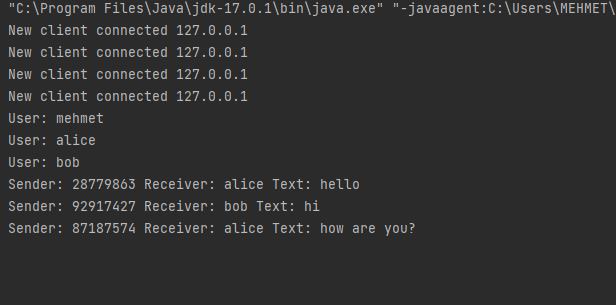 "C:\Program Files\Java\jdk-17.0.1\bin\java.exe" "-javaagent:C:\Users\MEHMET\
New client connected 127.0.0.1
New client connected 127.0.0.1
New client connected 127.0.0.1
New client connected 127.0.0.1
User: mehmet
User: alice
User: bob
Sender: 28779863 Receiver: alice Text: hello
Sender: 92917427 Receiver: bob Text: hi
Sender: 87187574 Receiver: alice Text: how are you?